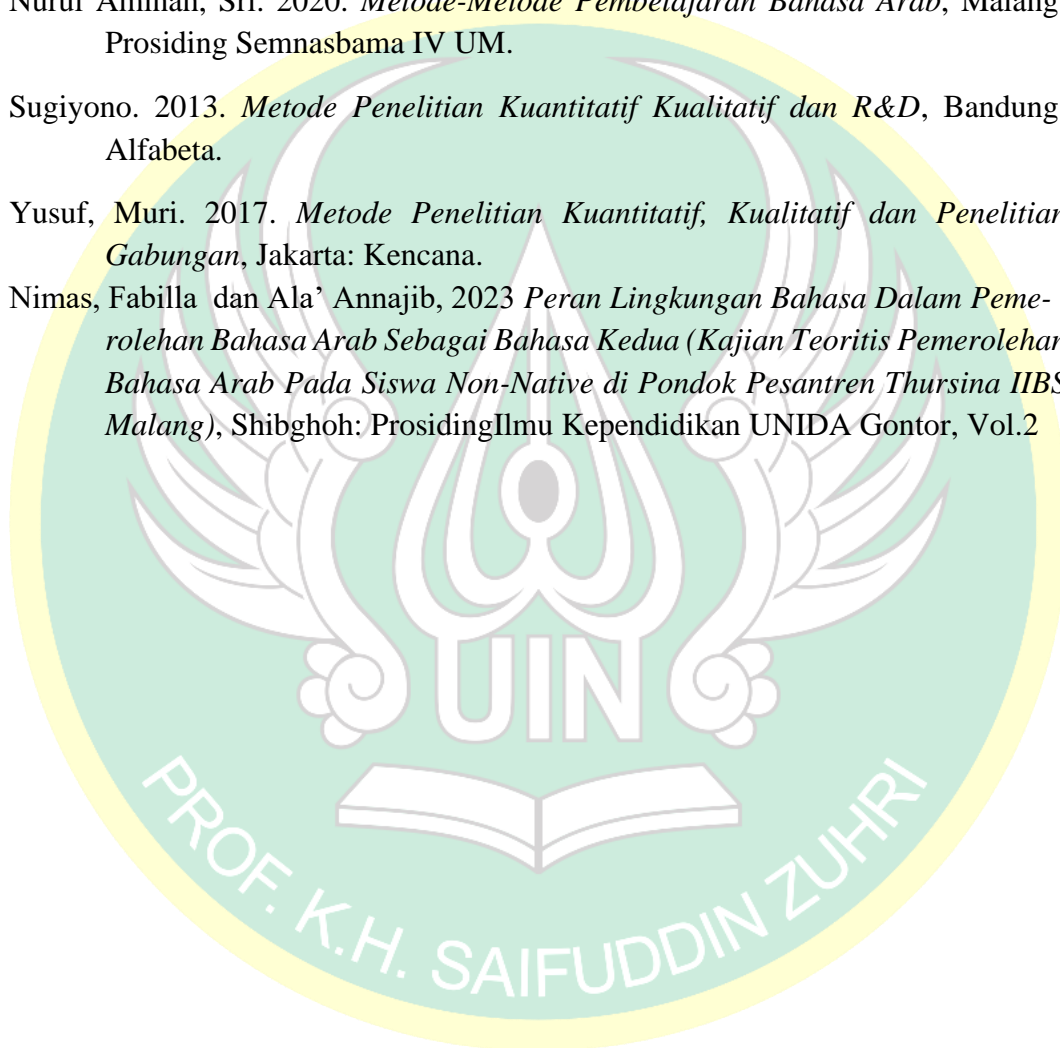 Nurul Aminah, Sri. 2020. Metode-Metode Pembelajaran Bahasa Arab, Malang
Prosiding Semnasbama IV UM.
Sugiyono. 2013. Metode Penelitian Kuantitatif Kualitatif dan R&D, Bandung
Alfabeta.
Yusuf, Muri. 2017. Metode Penelitian Kuantitatif, Kualitatif dan Penelitian
Gabungan, Jakarta: Kencana.
Nimas, Fabilla dan Ala’ Annajib, 2023 Peran Lingkungan Bahasa Dalam Peme-
rolehan Bahasa Arab Sebagai Bahasa Kedua (Kajian Teoritis Pemerolehan
Bahasa Arab Pada Siswa Non-Native di Pondok Pesantren Thursina IIBS
Malang), Shibghoh: ProsidingIlmu Kependidikan UNIDA Gontor, Vol.2
UIN
PROF. K.H. SAIFUDDIN ZUHRI